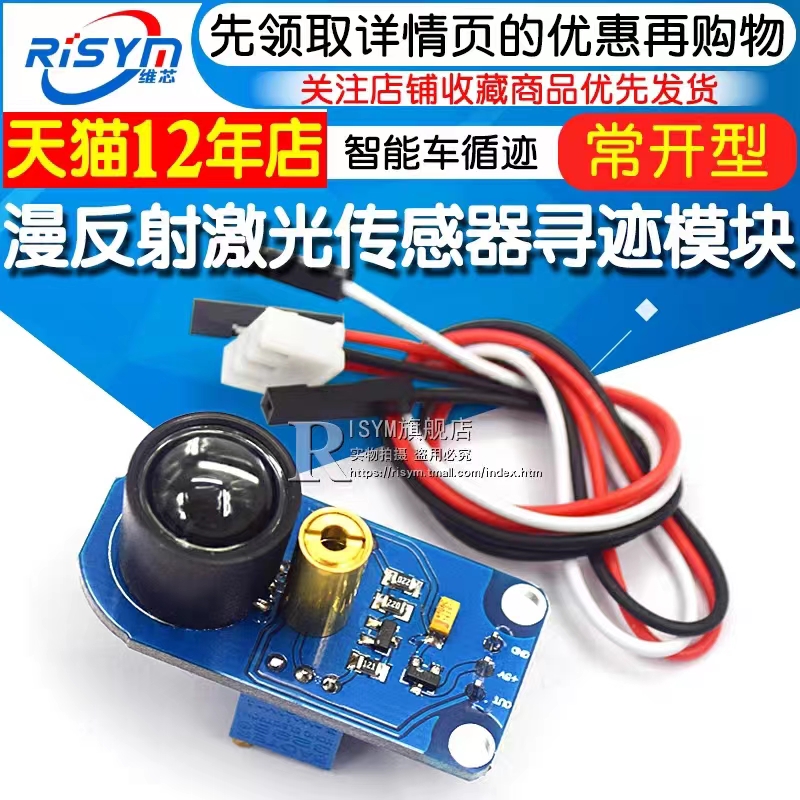 RiSYM
维芯
先领取详情页的优惠再购物
关注店铺收藏商品优先发货
天猫12年店
智能车循迹
常开型
漫反射激光传感器寻迹模块
RISYM旗舰店
实物拍摄 盗用必究
https://risym.tmall.com/index.htm
022
220
121
GND
+5V
OUT